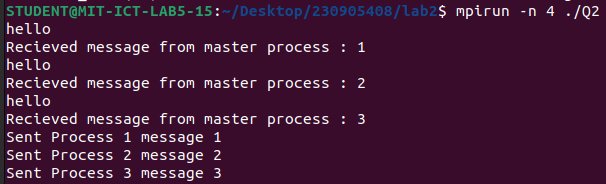 STUDENT@MIT-ICT-LAB5-15:~/Desktop/230905408/lab2$ mpirun -n 4 ./Q2
hello
Recieved message from master process : 1
hello
Recieved message from master process : 2
hello
Recieved message from master process : 3
Sent Process 1 message 1
Sent Process 2 message 2
Sent Process 3 message 3